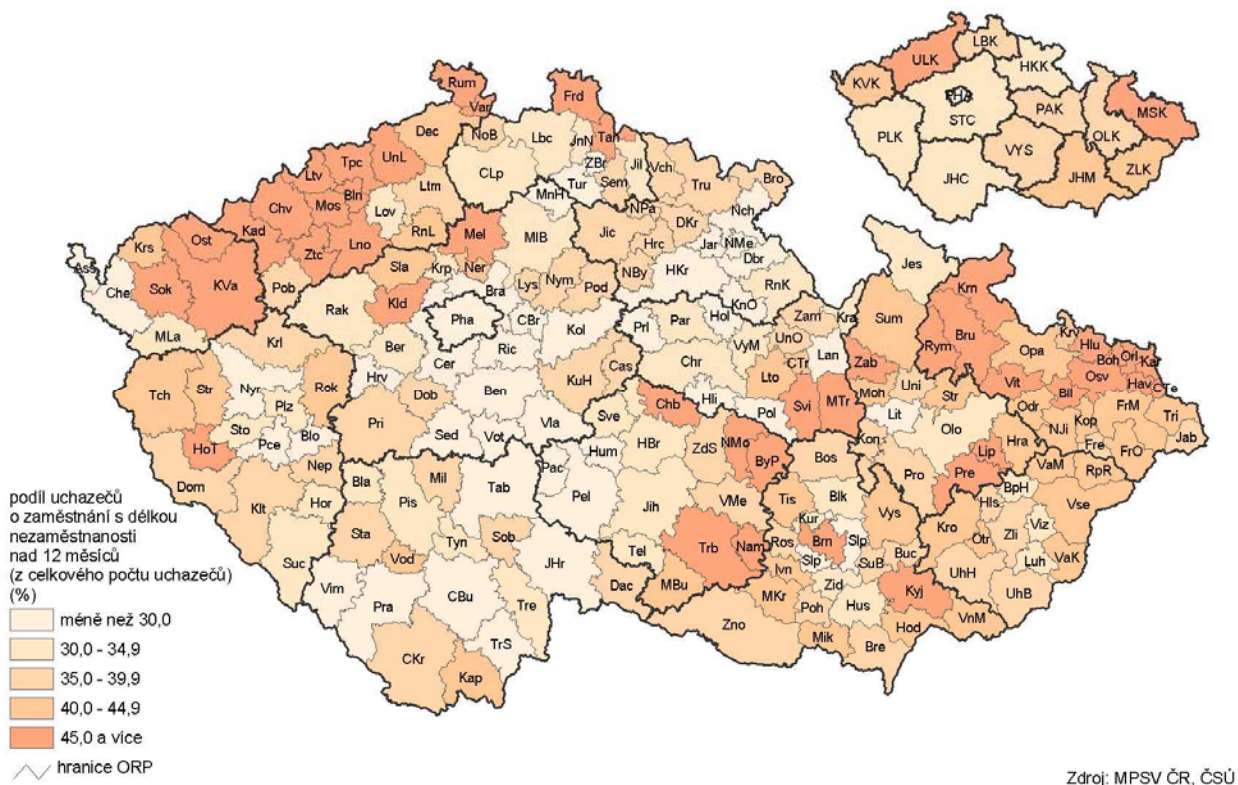 LBK
ULK
HKK
KVK
PHA
STC
PAK
MSK
PLK
OLK
VYS
JHC
JHM
ZLK
Rum
Var
Frd
Dec
NoB
Lbc
JnN
Tan
Tpc
UnL
Ltv
ZBr
Jil
Vch
CLp
Tur
Sem
Tru
Bro
Bln
Ltm
Chv
Mos
MnH
Lov
NPa
Nch
Kad
RnL
Mel
MlB
Jic
DKr
Ost
Lno
Ztc
Hrc
Jar
NMe
Krs
Sla
Krp
Ner
Dbr
Sok
KVa
Pob
Lys
Nym
NBy
HKr
Ass
Che
Kld
Bra
Pod
RnK
Jes
Rak
KnO
Krn
Pha
CBr
Kol
Prl
Par
Hol
Zam
Kra
Sum
MLa
Ber
Ric
VyM
UnO
Rym
Bru
Krl
Cer
Chr
Lan
Opa
Krv
Hlu
Boh
Orl
Kar
Hrv
Cas
CTr
Zab
Tch
Str
Nyr
Rok
Dob
Ben
KuH
Lto
Uni
Vit
Bil
Osv
Hav
CTe
Plz
Moh
Str
Sto
Pri
Sve
Chb
Hli
Svi
MTr
Lit
Odr
FrM
Pce
Blo
Sed
Vot
Vla
Pol
Olo
NJi
Kop
Tri
HoT
HBr
Hum
ZdS
NMo
Kon
Lip
Hra
Fre
FrO
Jab
Nep
ByP
Bos
Pre
Dom
Hor
Bla
Mil
Tab
Pac
Pel
Pro
VaM
RpR
Klt
Pis
Tis
Blk
BpH
Jih
VMe
Vys
Hls
Vse
Sta
Sob
Kur
Kro
Vod
Tyn
Trb
Nam
Ros
Brn
Slp
Otr
Zli
Viz
Suc
Tel
Slp
SuB
Buc
Luh
VaK
JHr
Ivn
UhH
Vim
Dac
MBu
Zid
Pra
CBu
Tre
MKr
Poh
Hus
Kyj
UhB
Zno
Hod
VnM
TrS
Mik
Bre
CKr
Kap
podíl uchazečů
o zaměstnání s délkou
nezaměstnanosti
nad 12 měsíců
(z celkového počtu uchazečů)
(%)
méně než 30,0
30,0 - 34,9
35,0 - 39,9
40,0 - 44,9
45,0 a více
hranice ORP
Zdroj: MPSV ČR, ČSÚ